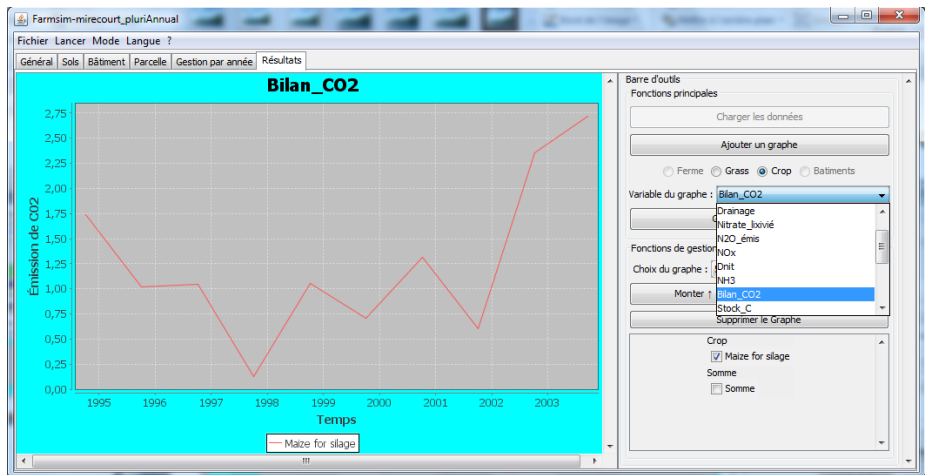 Farmsim-mirecourt_pluriAnnual
Fichier Lancer Mode Langue ?
Général Sols Bâtiment Parcelle Gestion par année Résultats
Bilan_CO2
Émission de C02
2,75
2,50
2,25
2,00
1,75
1,50
1,25
1,00
0,75
0,50
0,25
0,00
1995 1996 1997 1998 1999 2000 2001 2002 2003
Temps
Maize for silage
Barre d'outils
Fonctions principales
Charger les données
Ajouter un graphe
Ferme Grass Crop Batiments
Variable du graphe : Bilan_CO2
Drainage
Nitrate_lixivié
N2O_émis
Fonctions de gestion
NOx
Choix du graphe :
Dnit
NH3
Monter ↑
Bilan_CO2
Stock_C
Supprimer le Graphe
Crop
Maize for silage
Somme
Somme